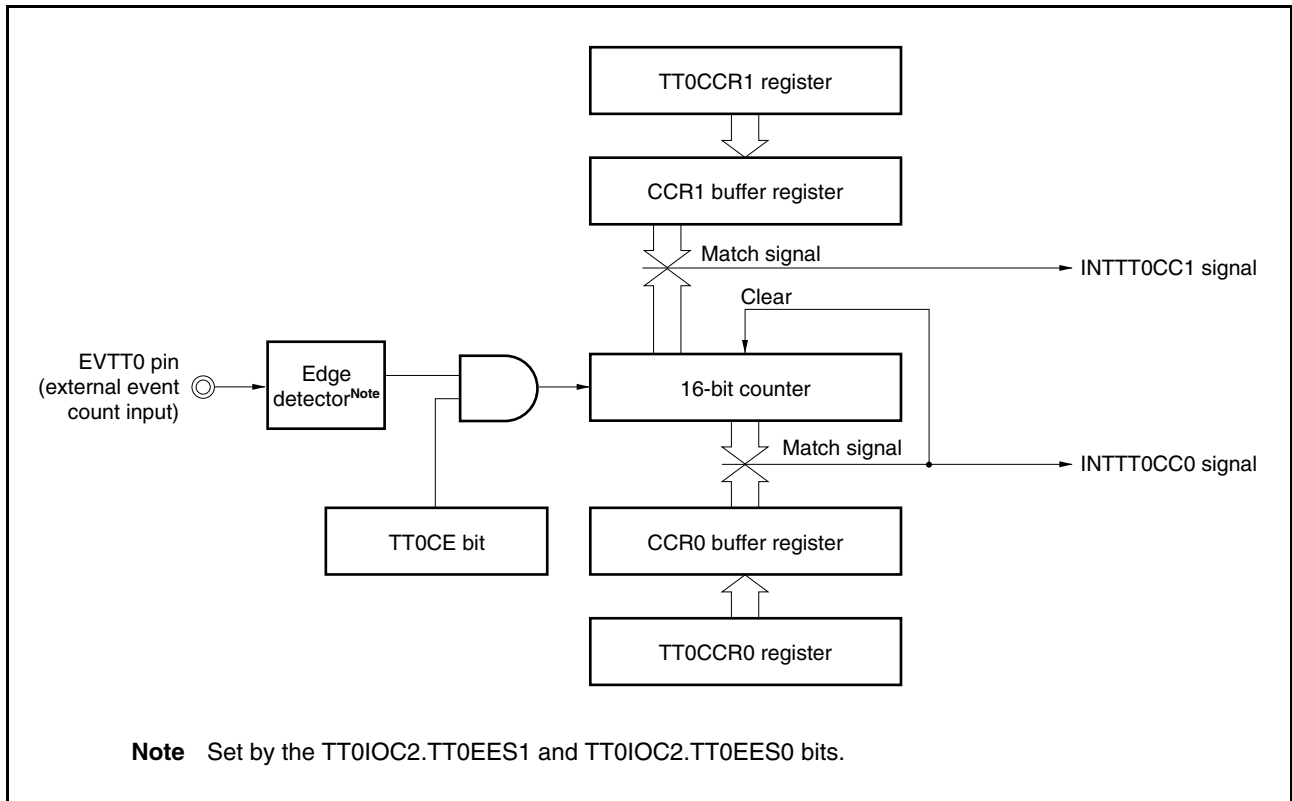 TT0CCR1 register
CCR1 buffer register
Match signal
INTTT0CC1 signal
Clear
EVTT0 pin
(external event
count input)
Edge
detectorNote
16-bit counter
Match signal
INTTT0CC0 signal
TT0CE bit
CCR0 buffer register
TT0CCR0 register
Note Set by the TT0IOC2.TT0EES1 and TT0IOC2.TT0EES0 bits.